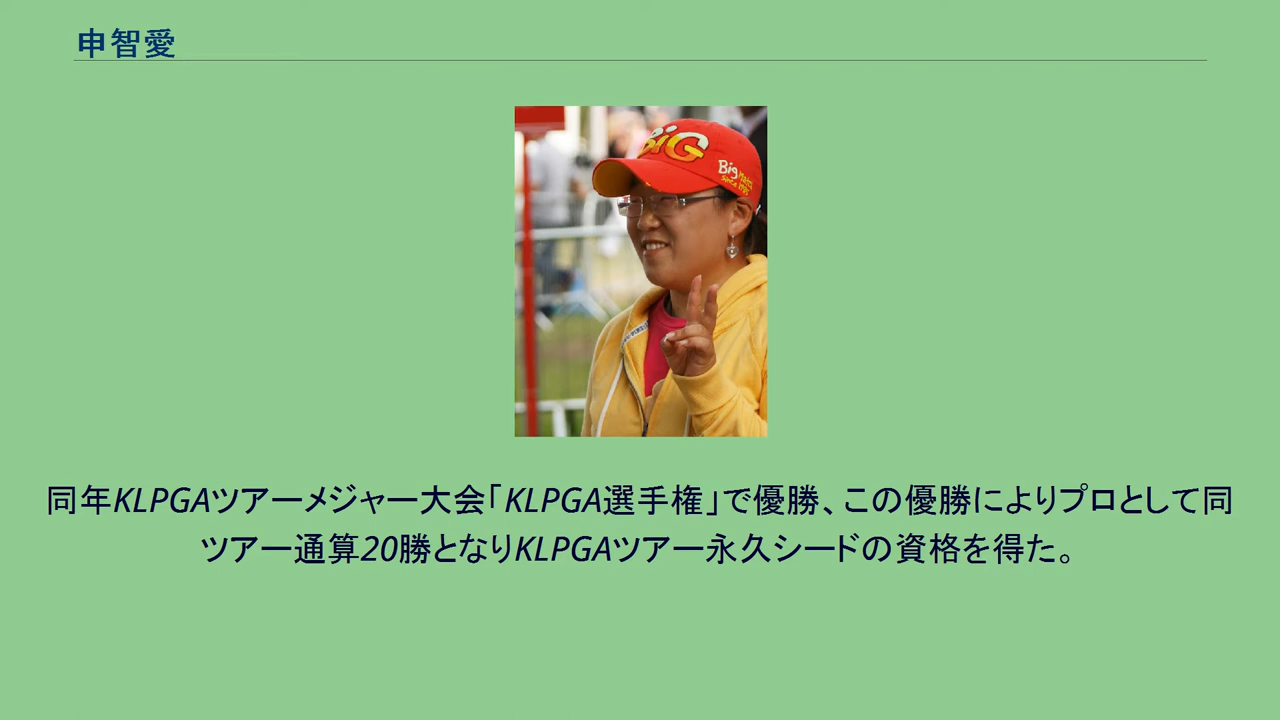 申智愛
BiG
Big
同年KLPGAツアーメジャー大会「KLPGA選手権」で優勝、この優勝によりプロとして同
ツアー通算20勝となりKLPGAツアー永久シードの資格を得た。